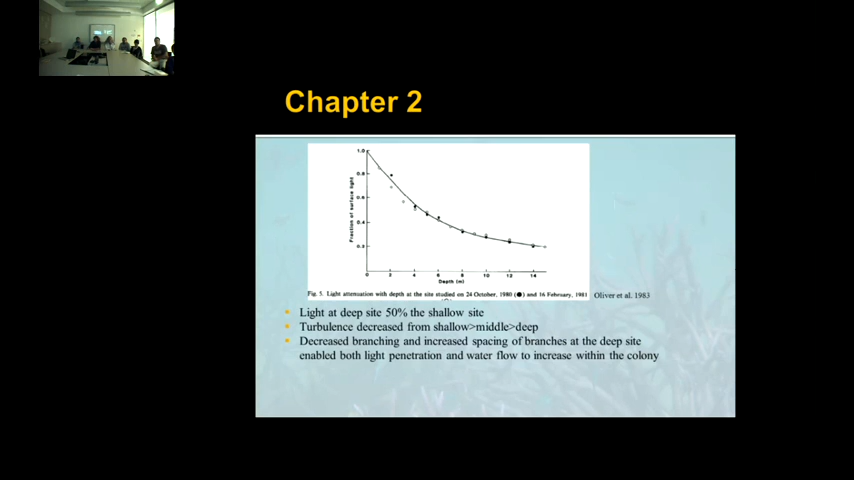 Chapter 2
1.0
0.8
0.6
0.4
0.2
Fraction of surface light
0 2 4 6 8 10 12 14
Depth (m)
Fig. 5. Light attenuation with depth at the site studied on 24 October, 1980 (●) and 16 February, 1981
Oliver et al. 1983
Light at deep site 50% the shallow site
Turbulence decreased from shallow>middle>deep
Decreased branching and increased spacing of branches at the deep site
enabled both light penetration and water flow to increase within the colony